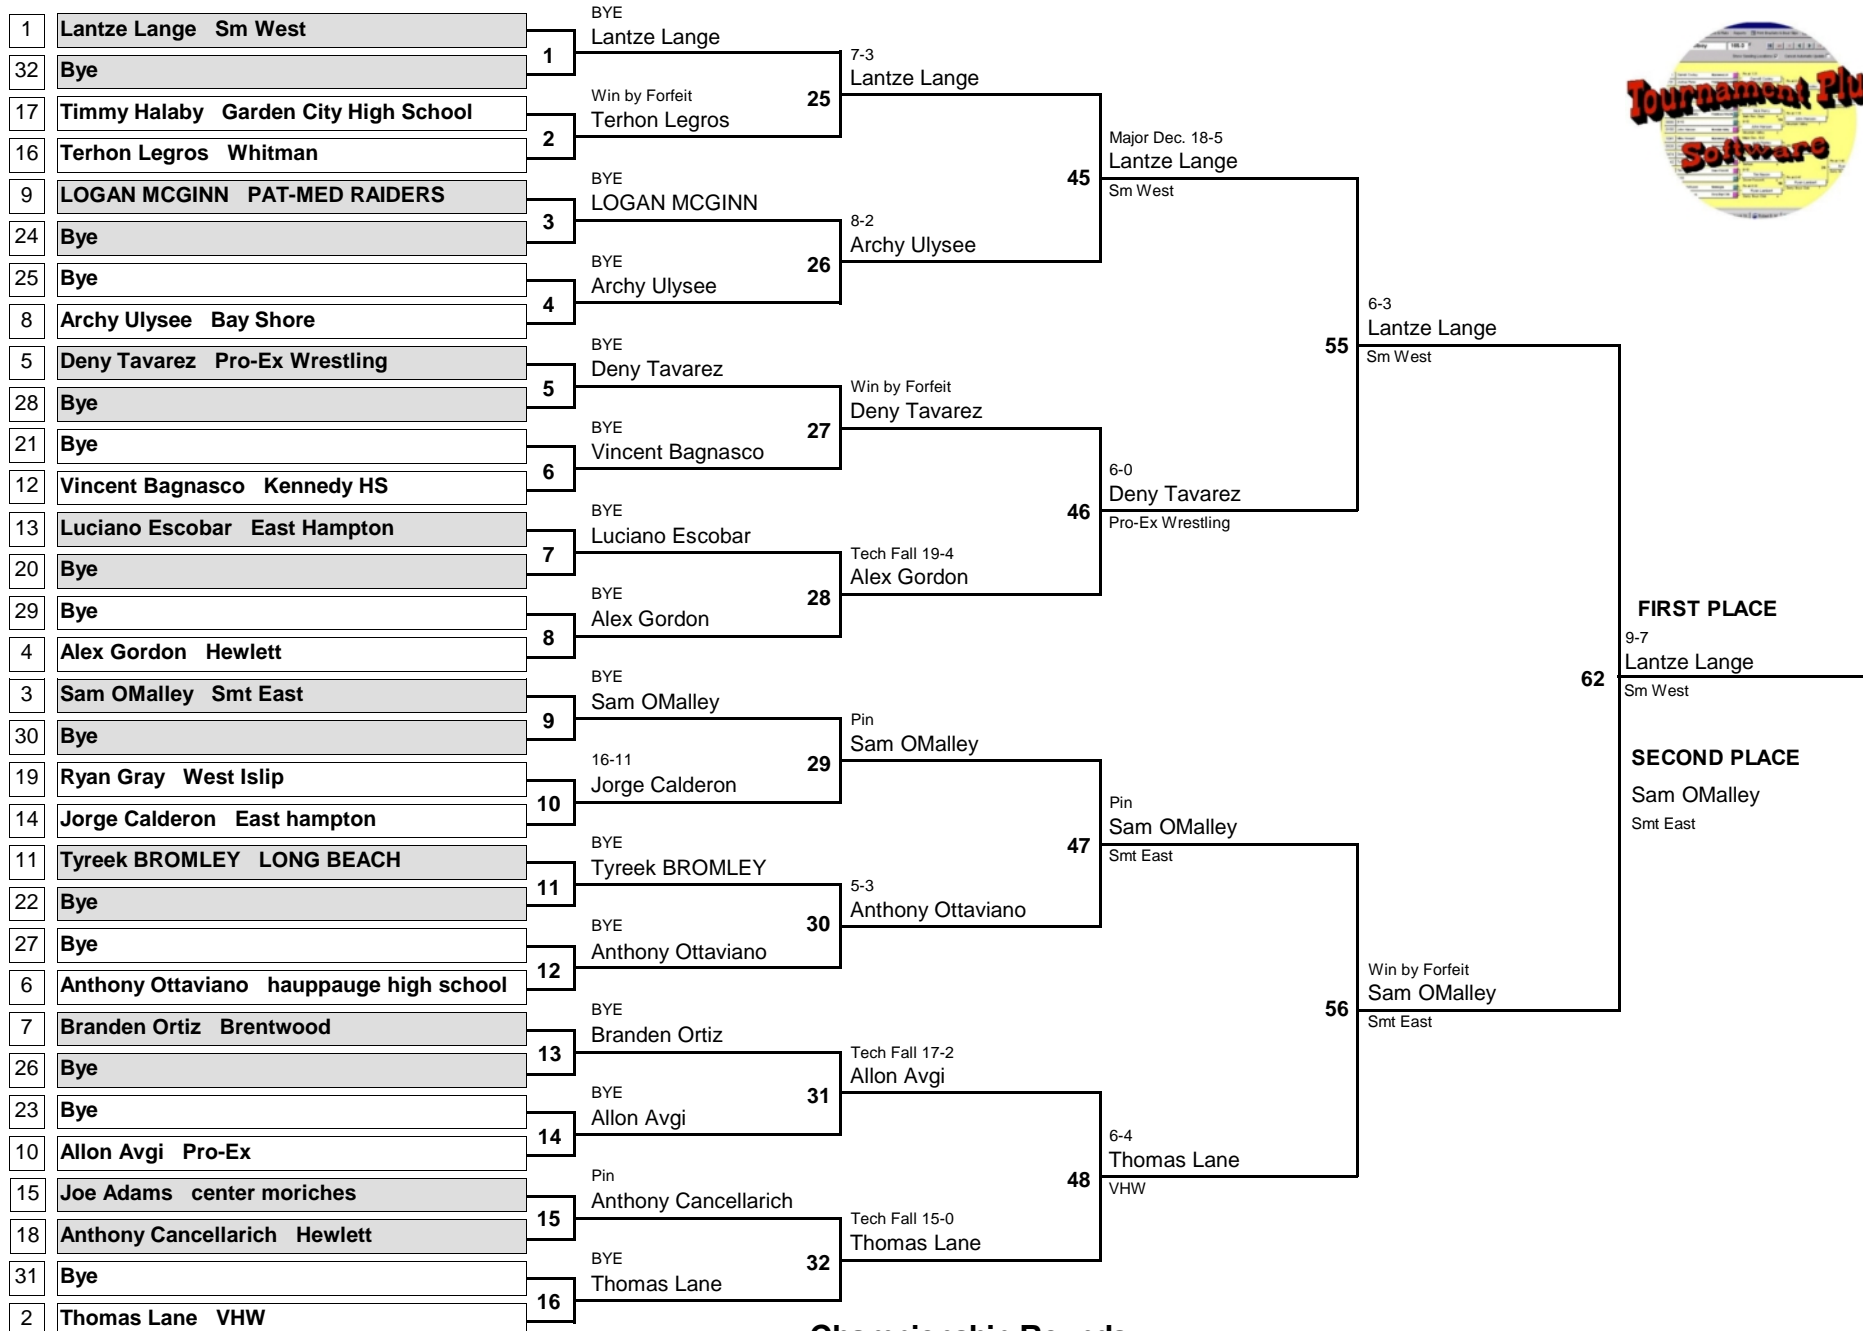 1 Lantze Lange Sm West
32 Bye
17 Timmy Halaby Garden City High School
16 Terhon Legros Whitman
9 LOGAN MCGINN PAT-MED RAIDERS
24 Bye
25 Bye
8 Archy Ulysee Bay Shore
5 Deny Tavarez Pro-Ex Wrestling
28 Bye
21 Bye
12 Vincent Bagnasco Kennedy HS
13 Luciano Escobar East Hampton
20 Bye
29 Bye
4 Alex Gordon Hewlett
3 Sam OMalley Smt East
30 Bye
19 Ryan Gray West Islip
14 Jorge Calderon East hampton
11 Tyreek BROMLEY LONG BEACH
22 Bye
27 Bye
6 Anthony Ottaviano hauppauge high school
7 Branden Ortiz Brentwood
26 Bye
23 Bye
10 Allon Avgi Pro-Ex
15 Joe Adams center moriches
18 Anthony Cancellarich Hewlett
31 Bye
2 Thomas Lane VHW
1
2
3
4
5
6
7
8
9
10
11
12
13
14
15
16
BYE
Lantze Lange
Win by Forfeit
Terhon Legros
BYE
LOGAN MCGINN
BYE
Archy Ulysee
BYE
Deny Tavarez
BYE
Vincent Bagnasco
BYE
Luciano Escobar
BYE
Alex Gordon
BYE
Sam OMalley
16-11
Jorge Calderon
BYE
Tyreek BROMLEY
BYE
Anthony Ottaviano
BYE
Branden Ortiz
BYE
Allon Avgi
Pin
Anthony Cancellarich
BYE
Thomas Lane
25
26
27
28
29
30
31
32
7-3
Lantze Lange
8-2
Archy Ulysee
Win by Forfeit
Deny Tavarez
Tech Fall 19-4
Alex Gordon
Pin
Sam OMalley
5-3
Anthony Ottaviano
Tech Fall 17-2
Allon Avgi
Tech Fall 15-0
Thomas Lane
45
46
47
48
Major Dec. 18-5
Lantze Lange
Sm West
6-0
Deny Tavarez
Pro-Ex Wrestling
Pin
Sam OMalley
Smt East
6-4
Thomas Lane
VHW
55
56
6-3
Lantze Lange
Sm West
Win by Forfeit
Sam OMalley
Smt East
62
FIRST PLACE
9-7
Lantze Lange
Sm West
SECOND PLACE
Sam OMalley
Smt East
Tournament Plu
Software
Championship Rounds